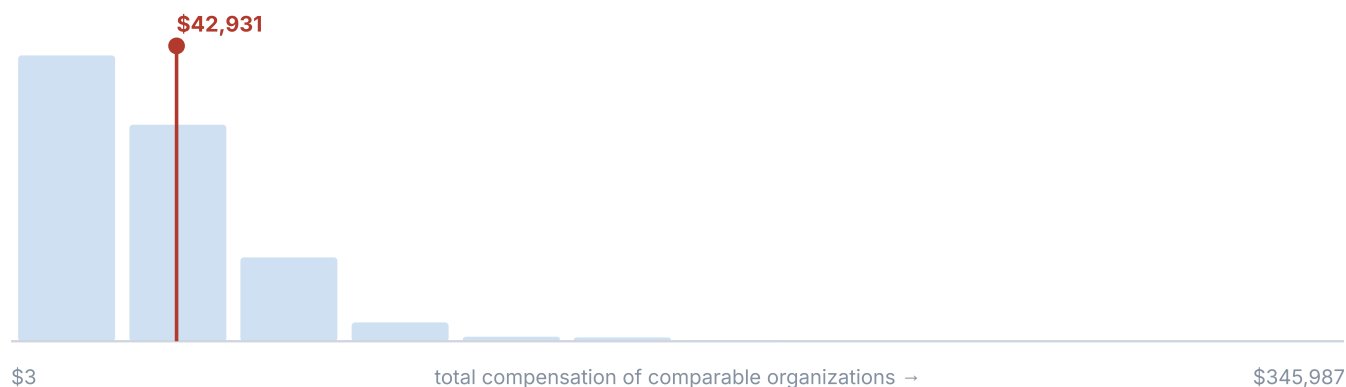 $42,931
$3
total compensation of comparable organizations →
$345,987